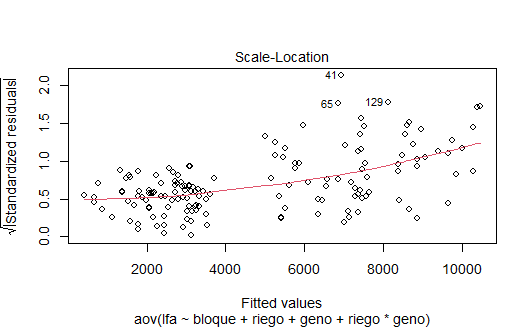 Scale-Location
√|Standardized residuals|
2.0
1.5
1.0
0.5
0.0
41
65
129
2000 4000 6000 8000 10000
Fitted values
aov(lfa ~ bloque + riego + geno + riego * geno)